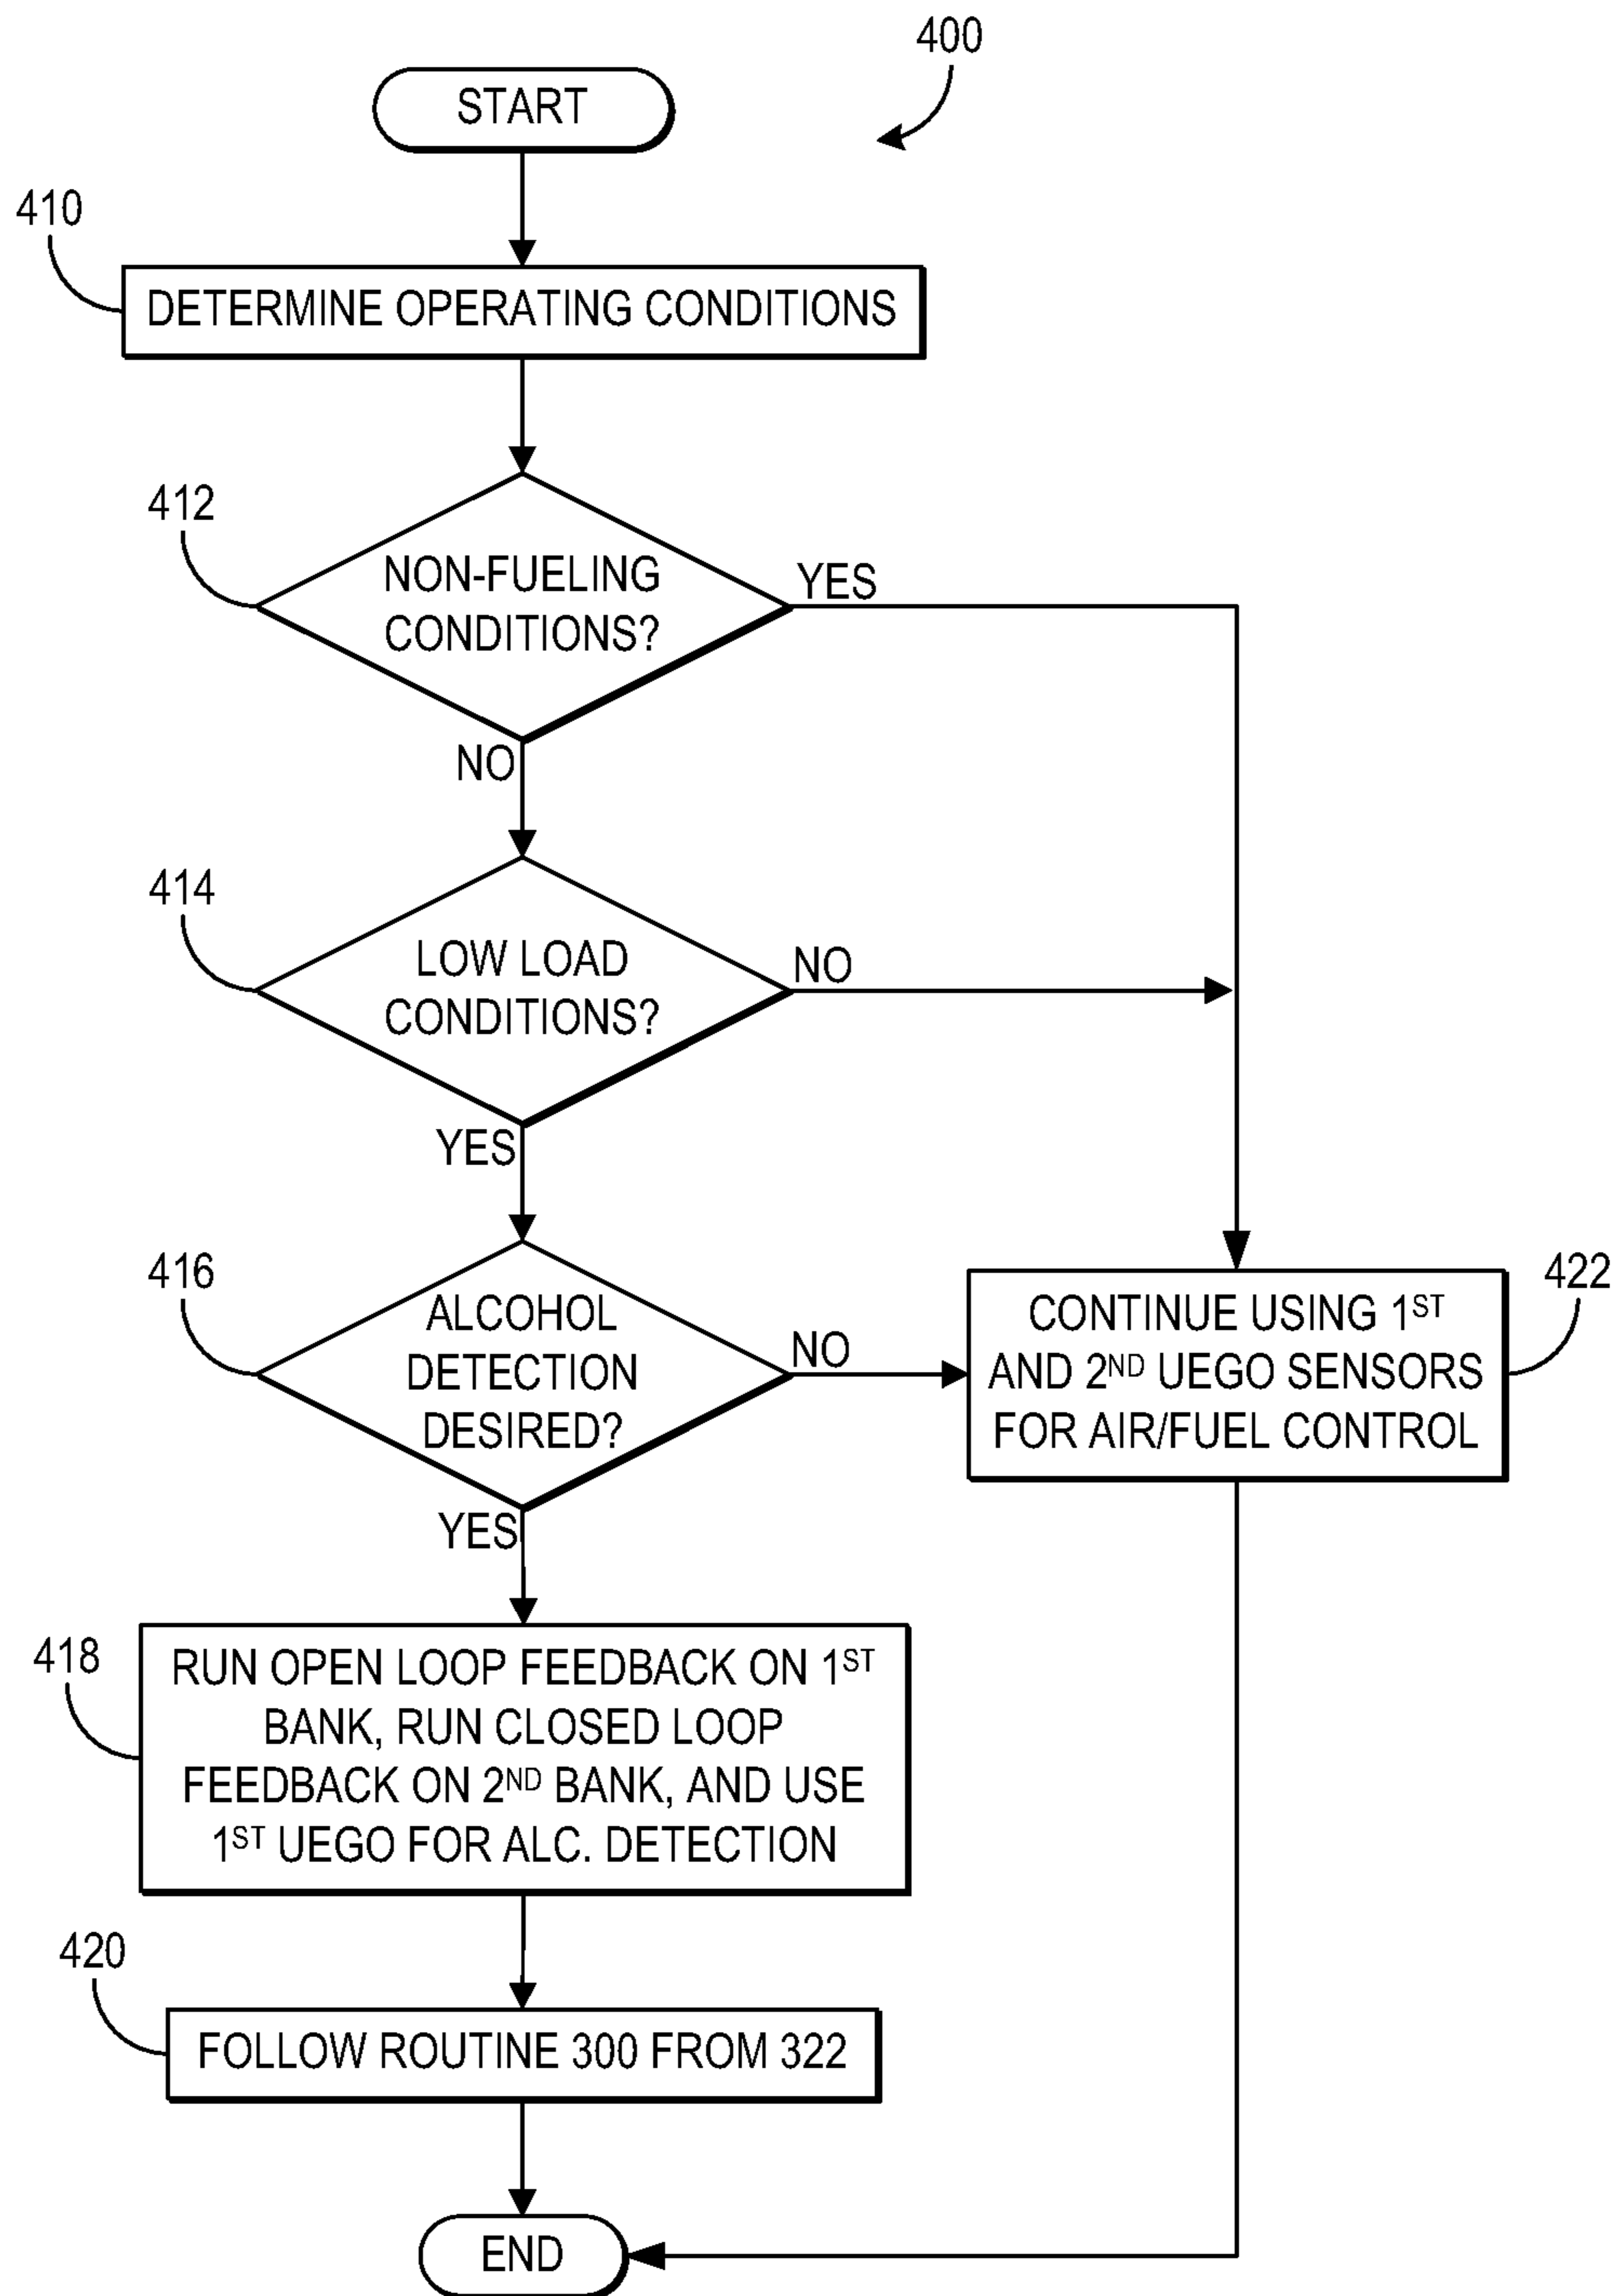 400
START
410
DETERMINE OPERATING CONDITIONS
412
NON-FUELING
CONDITIONS?
YES
NO
414
LOW LOAD
CONDITIONS?
NO
YES
416
ALCOHOL
DETECTION
DESIRED?
NO
YES
422
CONTINUE USING 1ST
AND 2ND UEGO SENSORS
FOR AIR/FUEL CONTROL
418
RUN OPEN LOOP FEEDBACK ON 1ST
BANK, RUN CLOSED LOOP
FEEDBACK ON 2ND BANK, AND USE
1ST UEGO FOR ALC. DETECTION
420
FOLLOW ROUTINE 300 FROM 322
END